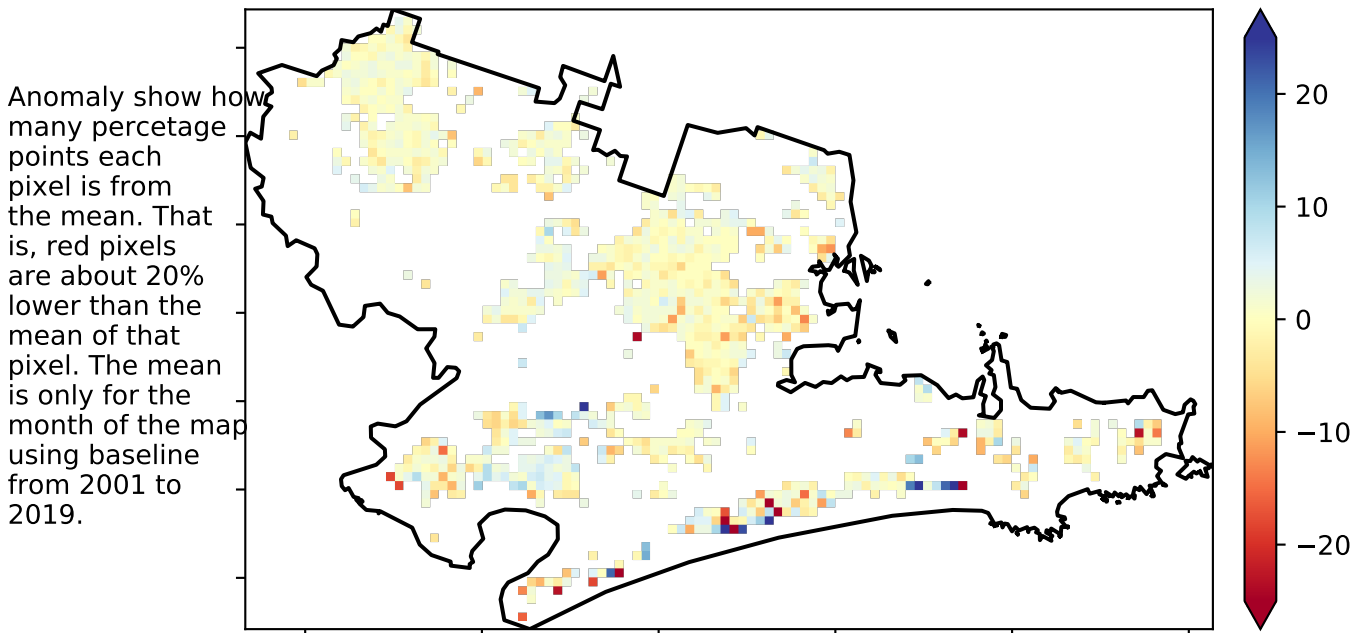 Anomaly show how
many percetage
points each
pixel is from
the mean. That
is, red pixels
are about 20%
lower than the
mean of that
pixel. The mean
is only for the
month of the map
using baseline
from 2001 to
2019.
20
10
0
−10
−20